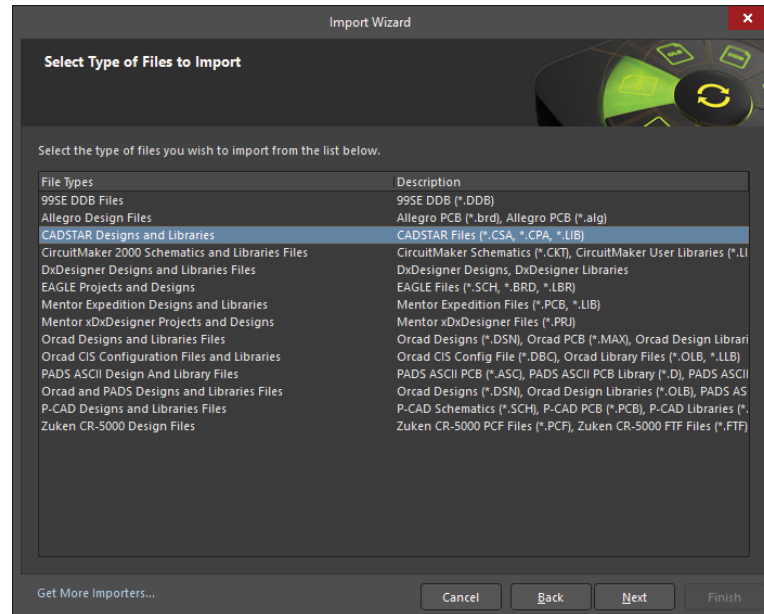 Import Wizard
Select Type of Files to Import
Select the type of files you wish to import from the list below.
File Types Description
99SE DDB Files 99SE DDB (*.DDB)
Allegro Design Files Allegro PCB (*.brd), Allegro PCB (*.alg)
CADSTAR Designs and Libraries CADSTAR Files (*.CSA, *.CPA, *.LIB)
CircuitMaker 2000 Schematics and Libraries Files CircuitMaker Schematics (*.CKT), CircuitMaker User Libraries (*.LI
DxDesigner Designs and Libraries Files DxDesigner Designs, DxDesigner Libraries
EAGLE Projects and Designs EAGLE Files (*.SCH, *.BRD, *.LBR)
Mentor Expedition Designs and Libraries Mentor Expedition Files (*.PCB, *.LIB)
Mentor xDxDesigner Projects and Designs Mentor xDxDesigner Files (*.PRJ)
Orcad Designs and Libraries Files Orcad Designs (*.DSN), Orcad PCB (*.MAX), Orcad Design Librari
Orcad CIS Configuration Files and Libraries Orcad CIS Config File (*.DBC), Orcad Library Files (*.OLB, *.LLB)
PADS ASCII Design And Library Files PADS ASCII PCB (*.ASC), PADS ASCII PCB Library (*.D), PADS ASCII
Orcad and PADS Designs and Libraries Files Orcad Designs (*.DSN), Orcad Design Libraries (*.OLB), PADS AS
P-CAD Designs and Libraries Files P-CAD Schematics (*.SCH), P-CAD PCB (*.PCB), P-CAD Libraries (*.
Zuken CR-5000 Design Files Zuken CR-5000 PCF Files (*.PCF), Zuken CR-5000 FTF Files (*.FTF)
Get More Importers... Cancel Back Next Finish